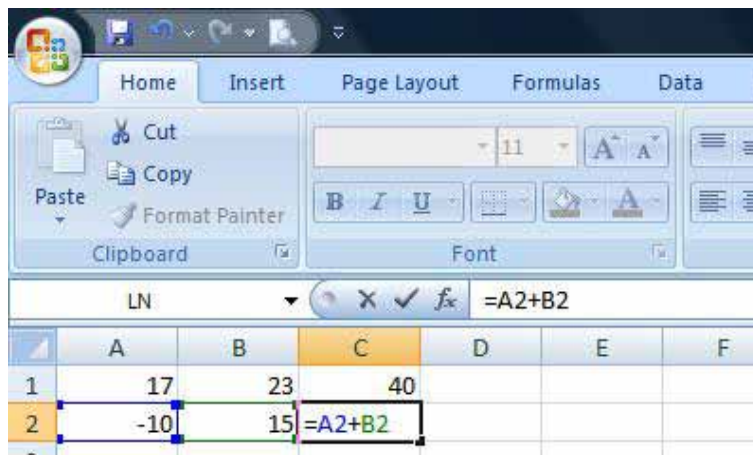 Home Insert Page Layout Formulas Data
Cut
Copy
Paste
Format Painter
11 A A
B I U A
Clipboard Font
LN fx =A2+B2
A B C D E F
1 17 23 40
2 -10 15 =A2+B2